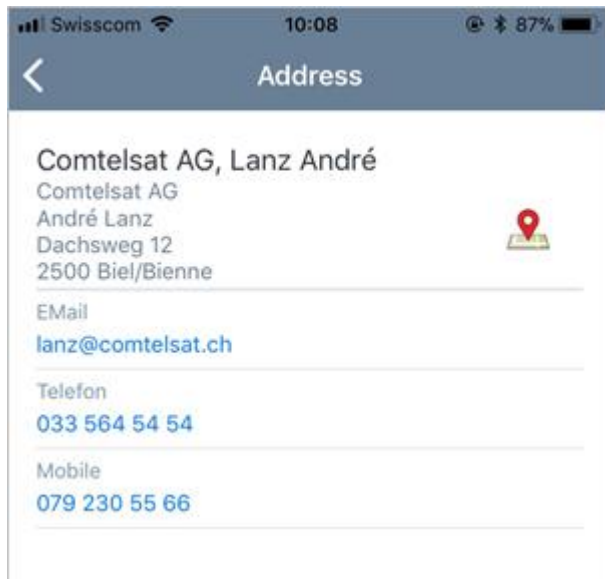 Swisscom 10:08 87%
Address
Comtelsat AG, Lanz André
Comtelsat AG
André Lanz
Dachsweg 12
2500 Biel/Bienne
EMail
lanz@comtelsat.ch
Telefon
033 564 54 54
Mobile
079 230 55 66